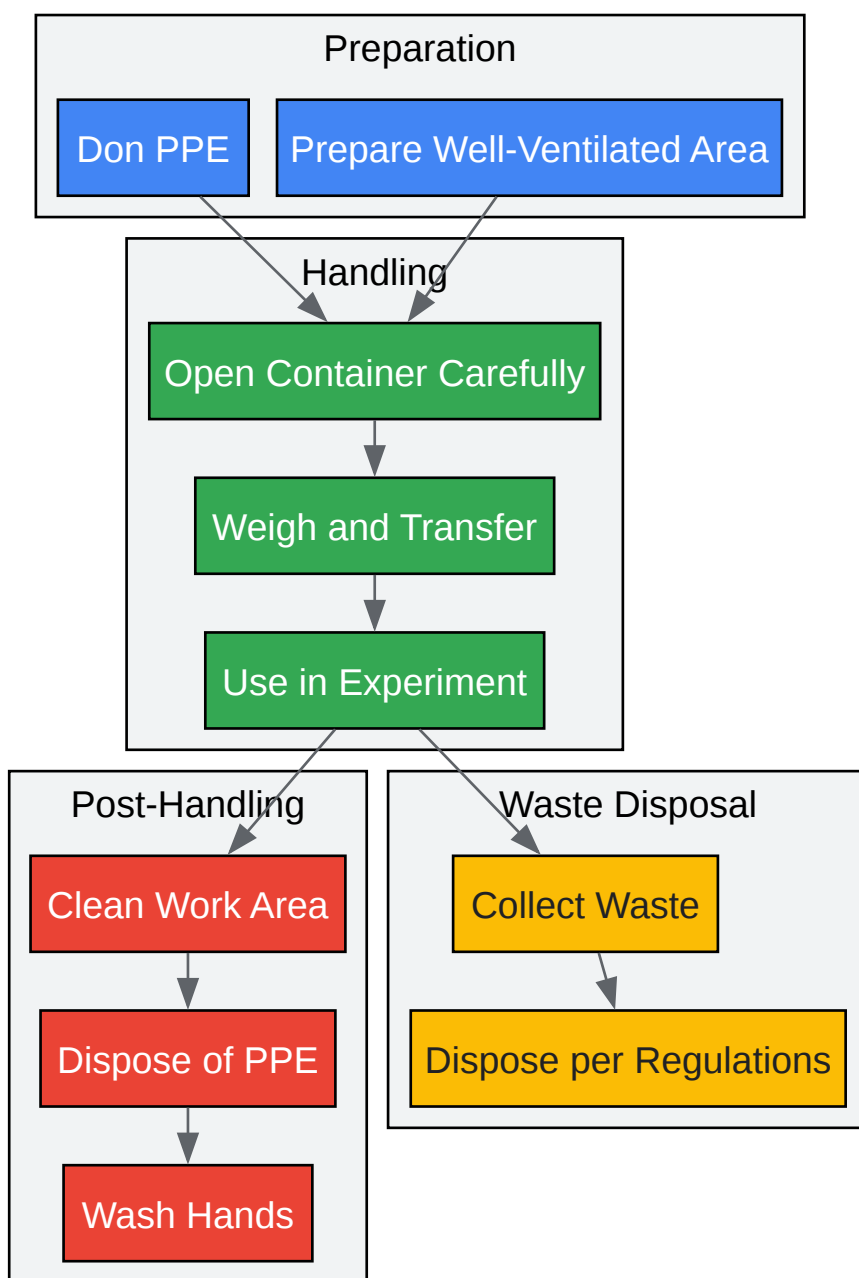 Preparation
Don PPE
Prepare Well-Ventilated Area
Handling
Open Container Carefully
Weigh and Transfer
Use in Experiment
Post-Handling
Clean Work Area
Dispose of PPE
Wash Hands
Waste Disposal
Collect Waste
Dispose per Regulations